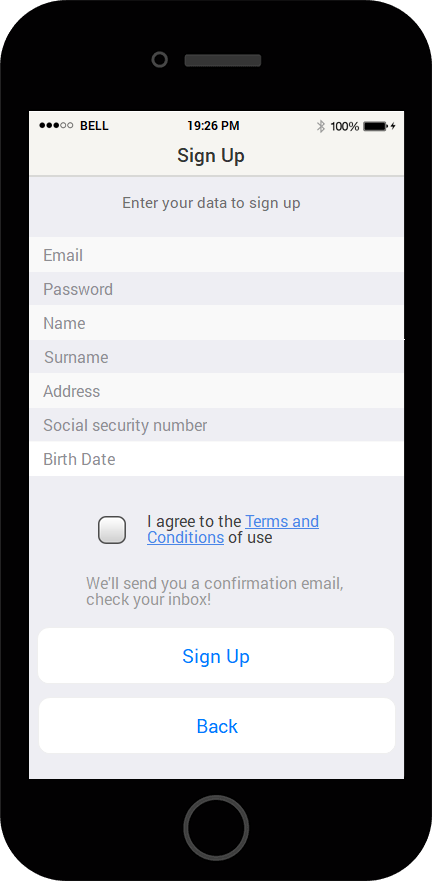 BELL 19:26 PM 100%
Sign Up
Enter your data to sign up
Email
Password
Name
Surname
Address
Social security number
Birth Date
I agree to the Terms and
Conditions of use
We'll send you a confirmation email,
check your inbox!
Sign Up
Back